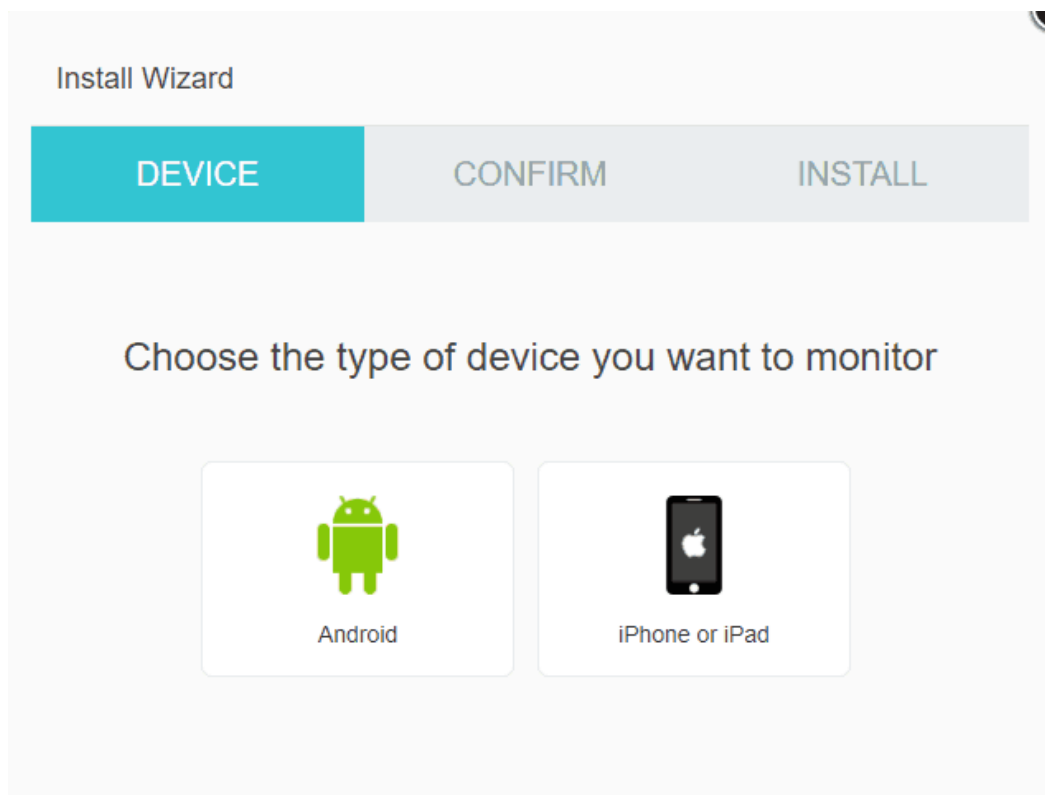 Install Wizard
DEVICE
CONFIRM
INSTALL
Choose the type of device you want to monitor
Android
iPhone or iPad